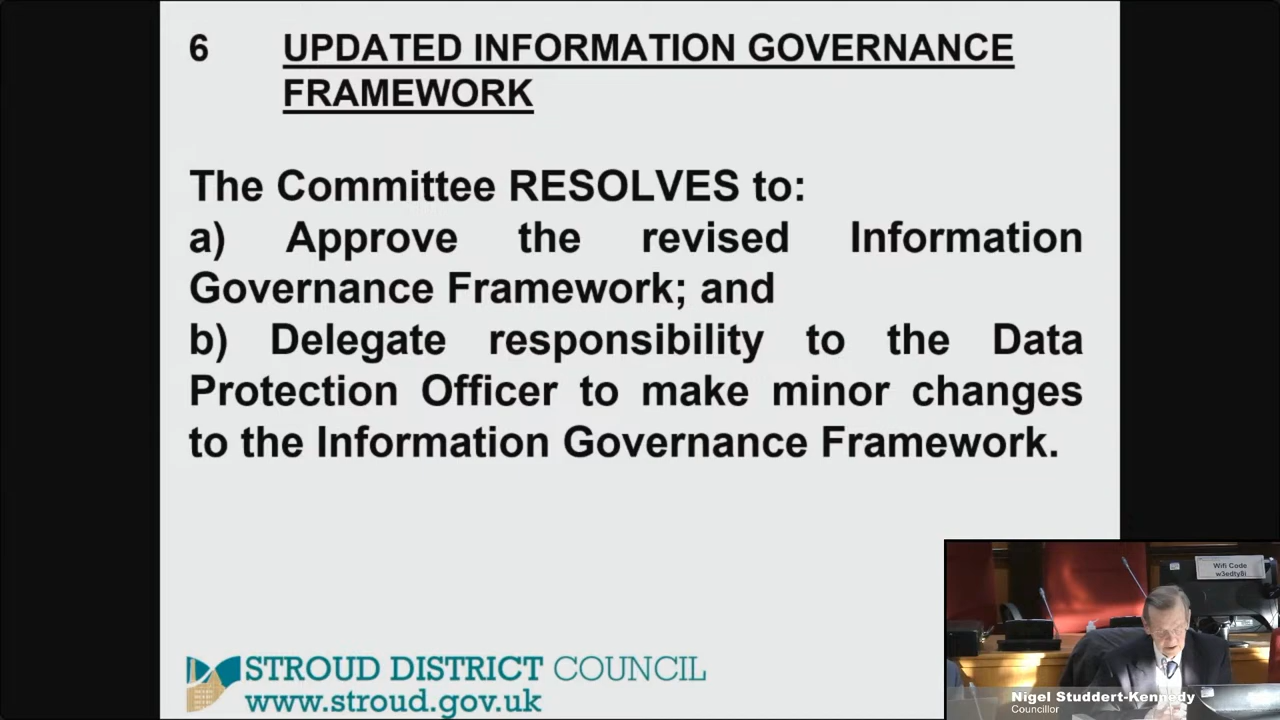 6 UPDATED INFORMATION GOVERNANCE
FRAMEWORK
The Committee RESOLVES to:
a) Approve the revised Information
Governance Framework; and
b) Delegate responsibility to the Data
Protection Officer to make minor changes
to the Information Governance Framework.
STROUD DISTRICT COUNCIL
www.stroud.gov.uk
Wifi Code
w3edty8i
Nigel Studdert-Kennedy
Councillor